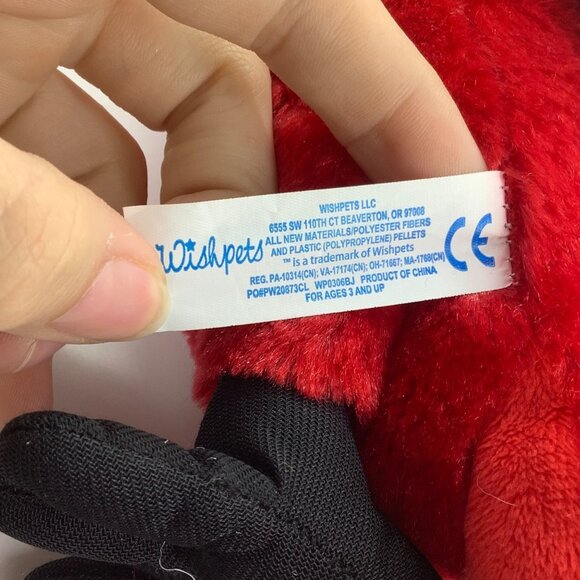 Wishpets
WISHPETS LLC
6555 SW 110TH CT BEAVERTON, OR 97008
ALL NEW MATERIALS/POLYESTER FIBERS
AND PLASTIC (POLYPROPYLENE) PELLETS
™ is a trademark of Wishpets
REG. PA-10314(CN); VA-17174(CN); OH-71667; MA-1768(CN)
PO#PW20873CL WP0306BJ PRODUCT OF CHINA
FOR AGES 3 AND UP
CE